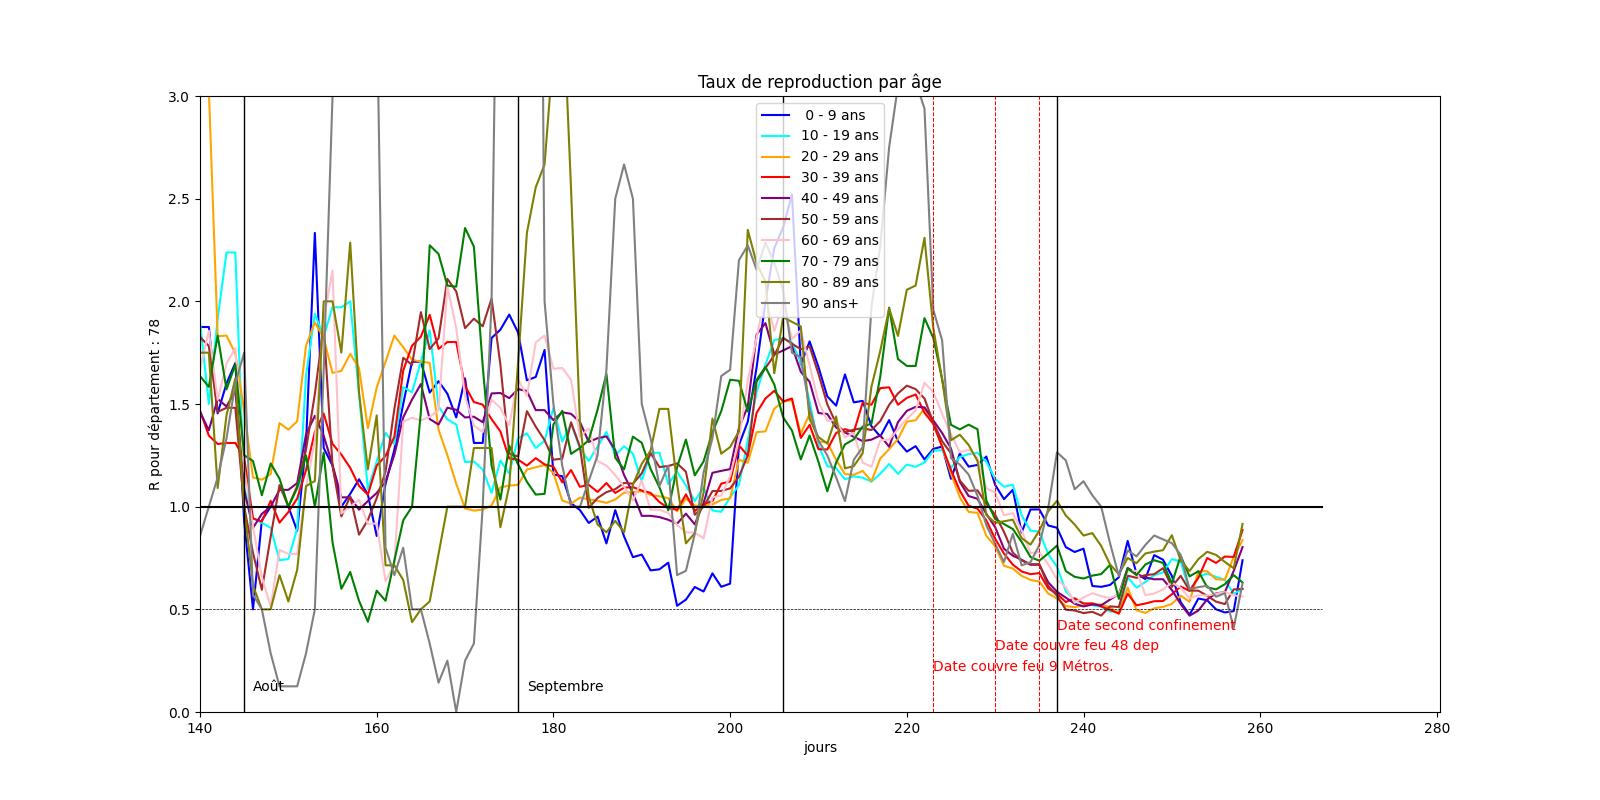 Taux de reproduction par âge
R pour département : 78
3.0
2.5
2.0
1.5
1.0
0.5
0.0
0 - 9 ans
10 - 19 ans
20 - 29 ans
30 - 39 ans
40 - 49 ans
50 - 59 ans
60 - 69 ans
70 - 79 ans
80 - 89 ans
90 ans+
Date second confinement
Date couvre feu 48 dep
Date couvre feu 9 Métros.
Août
Septembre
140 160 180 200 220 240 260 280
jours